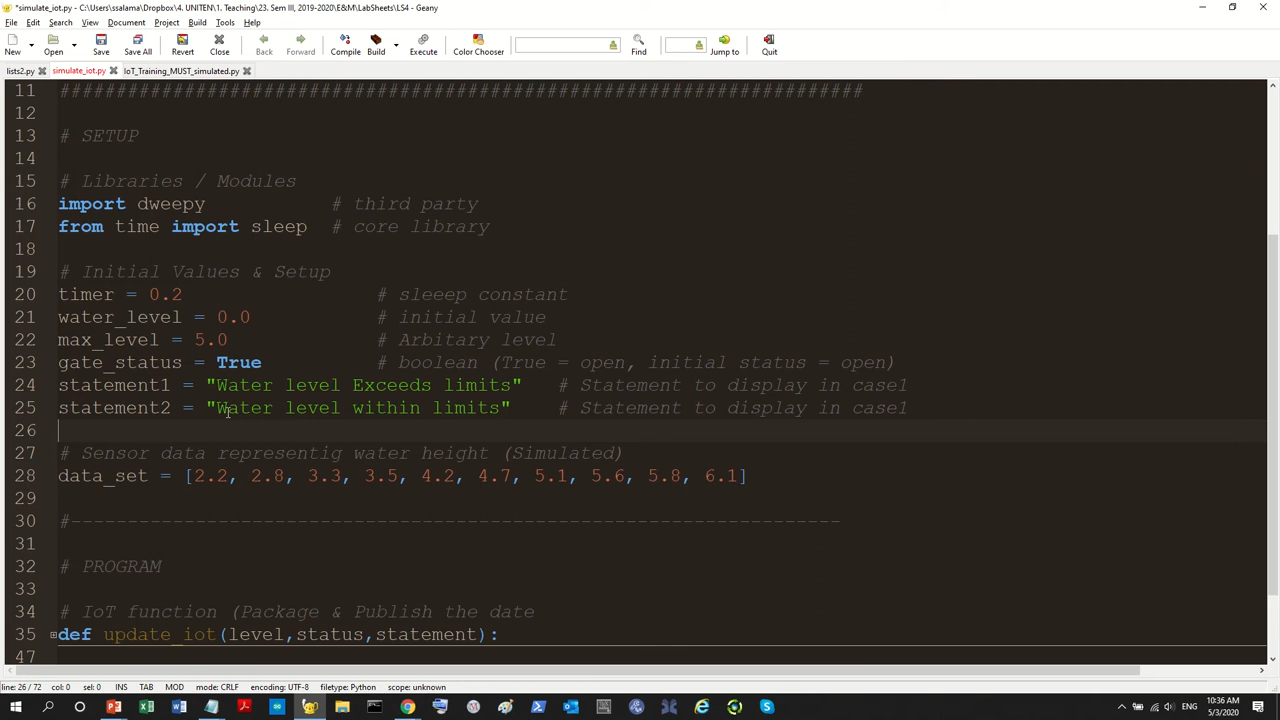 *simulate_iot.py - C:\Users\ssalama\Dropbox\4. UNITEN\1. Teaching\23. Sem III, 2019-2020\E&M\LabSheets\LS4 - Geany
File Edit Search View Document Project Build Tools Help
New Open Save Save All Revert Close Back Forward Compile Build Execute Color Chooser Find Jump to Quit
lists2.py simulate_iot.py IoT_Training_MUST_simulated.py
11 #######################################################################
12
13 # SETUP
14
15 # Libraries / Modules
16 import dweepy # third party
17 from time import sleep # core library
18
19 # Initial Values & Setup
20 timer = 0.2 # sleeep constant
21 water_level = 0.0 # initial value
22 max_level = 5.0 # Arbitary level
23 gate_status = True # boolean (True = open, initial status = open)
24 statement1 = "Water level Exceeds limits" # Statement to display in case1
25 statement2 = "Water level within limits" # Statement to display in case1
26
27 # Sensor data representig water height (Simulated)
28 data_set = [2.2, 2.8, 3.3, 3.5, 4.2, 4.7, 5.1, 5.6, 5.8, 6.1]
29
30 #--------------------------------------------------------------------
31
32 # PROGRAM
33
34 # IoT function (Package & Publish the date
35 def update_iot(level,status,statement):
47
line: 26 / 72 col: 0 sel: 0 INS TAB MOD mode: CRLF encoding: UTF-8 filetype: Python scope: unknown
ENG
10:36 AM
5/3/2020